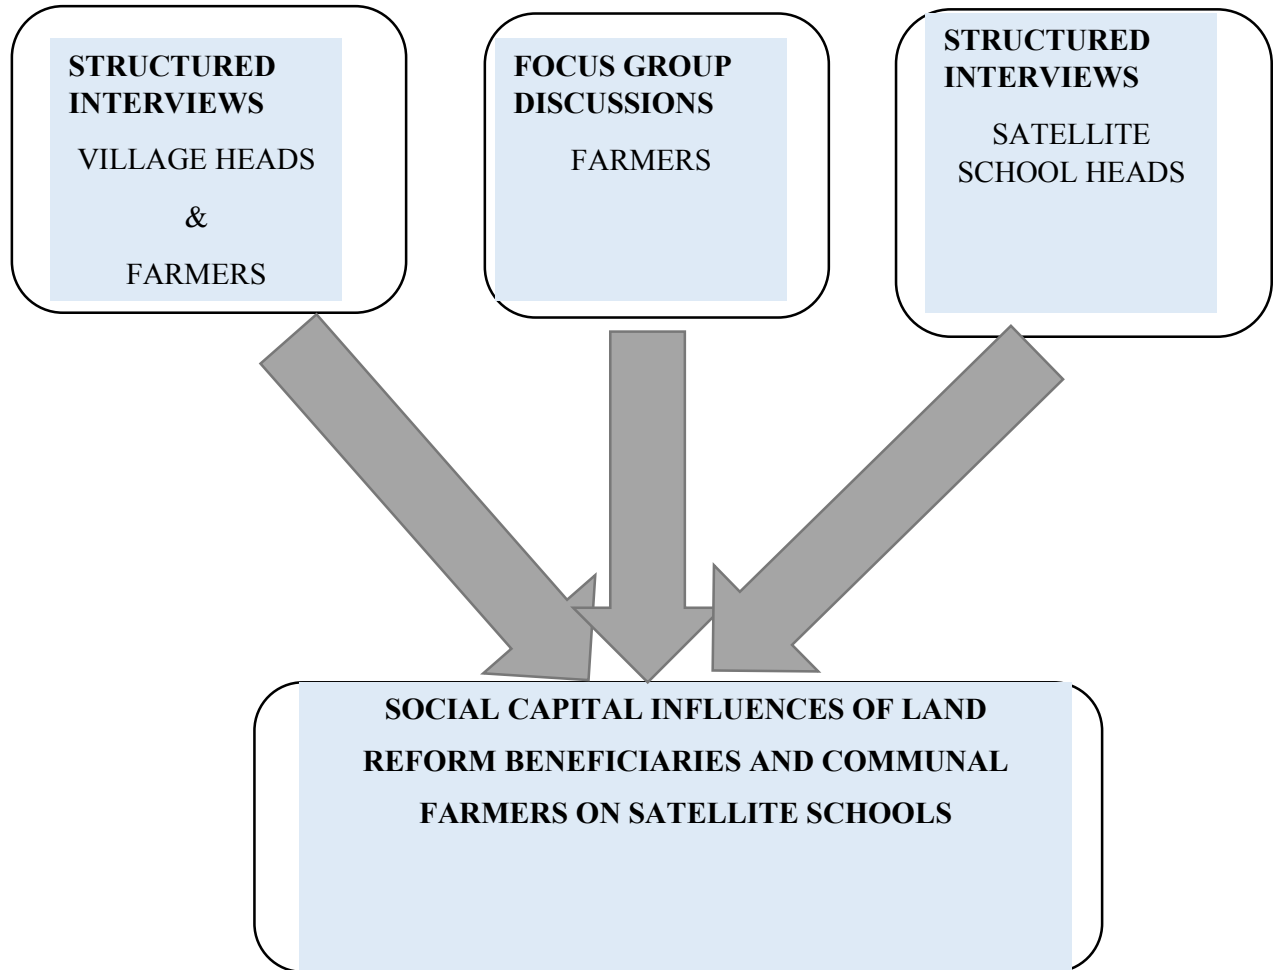 STRUCTURED
INTERVIEWS
VILLAGE HEADS
&
FARMERS
FOCUS GROUP
DISCUSSIONS
FARMERS
STRUCTURED
INTERVIEWS
SATELLITE
SCHOOL HEADS
SOCIAL CAPITAL INFLUENCES OF LAND
REFORM BENEFICIARIES AND COMMUNAL
FARMERS ON SATELLITE SCHOOLS